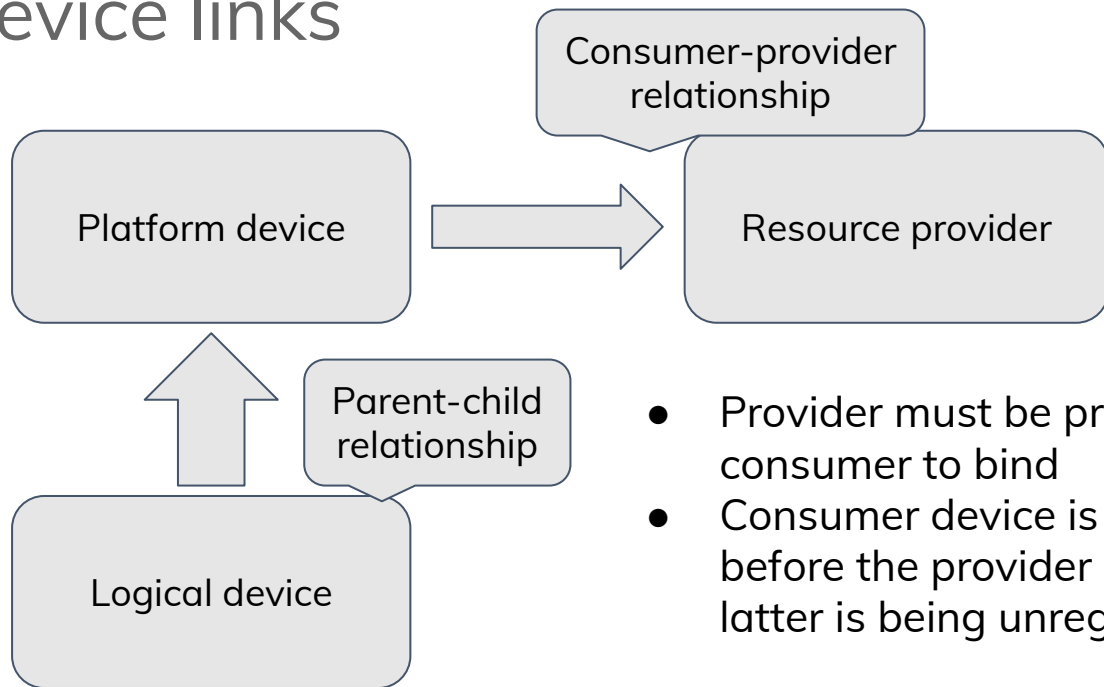 evice links
Consumer-provider
relationship
Platform device
Resource provider
Parent-child
relationship
Logical device
● Provider must be pr
consumer to bind
● Consumer device is
before the provider
latter is being unreg